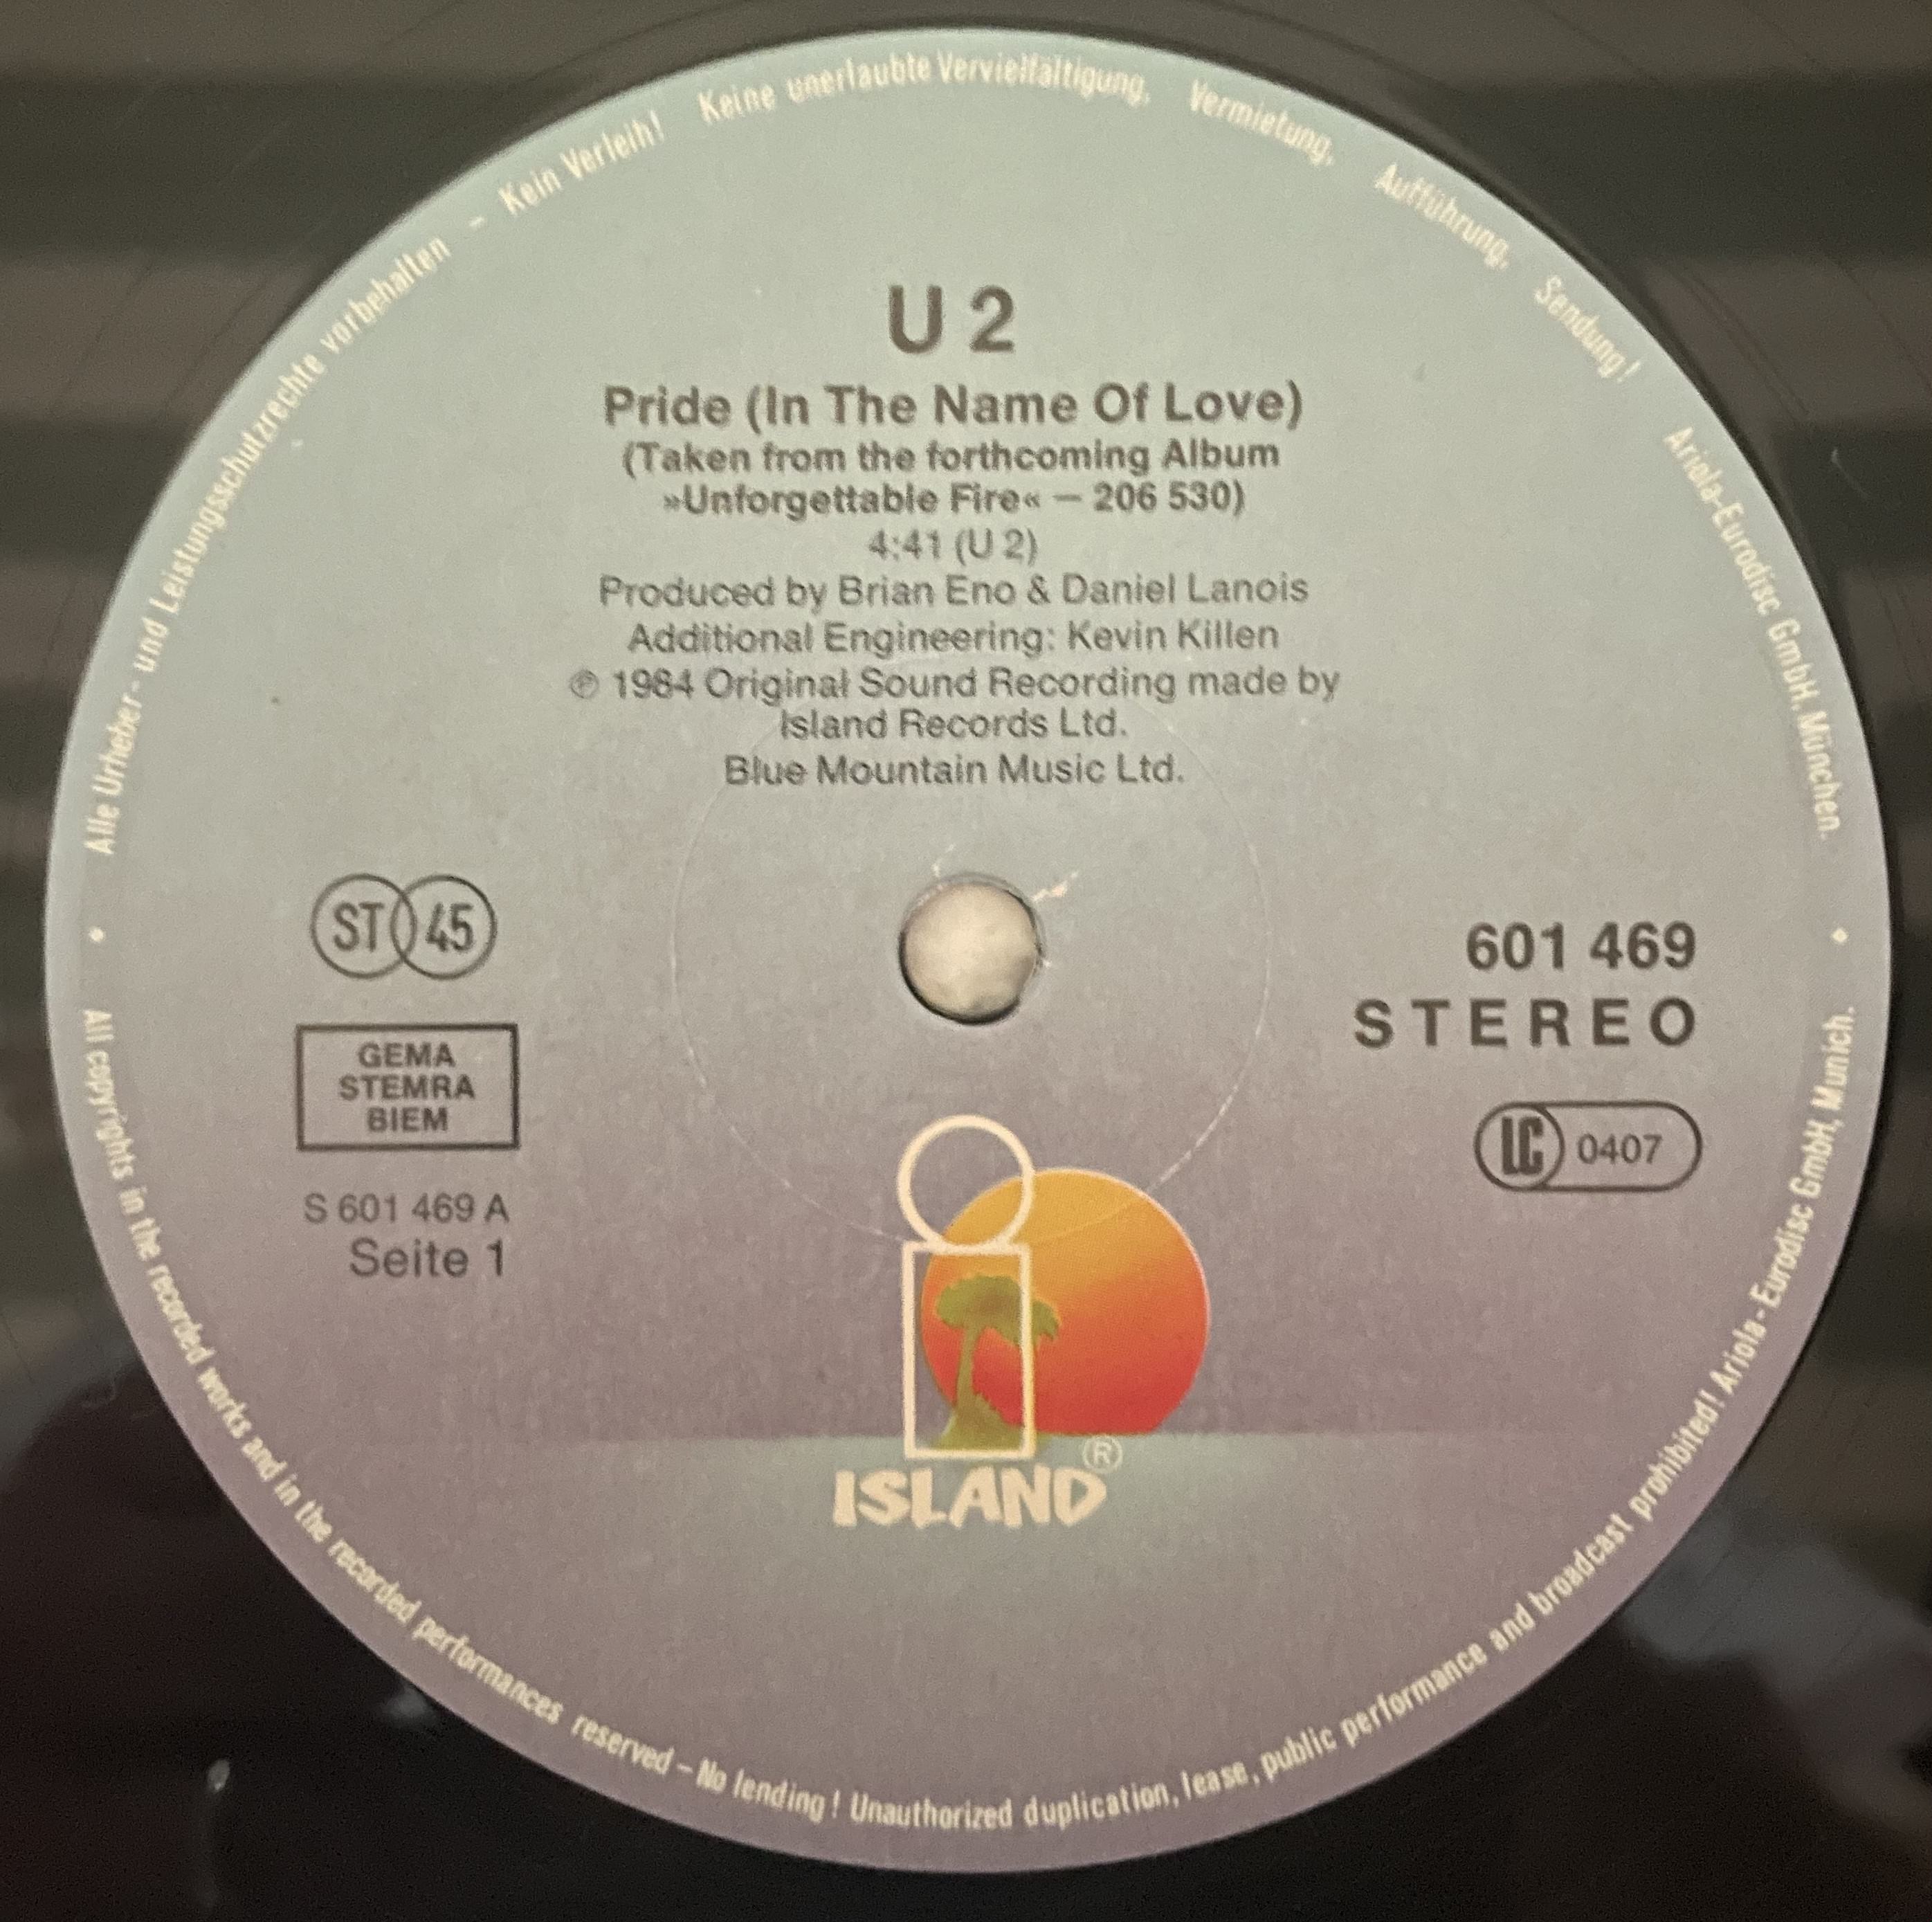 Alle Urheber- und Leistungsschutzrechte vorbehalten – Kein Verleih! Keine unerlaubte Vervielfältigung, Vermietung, Aufführung, Sendung! Ariola-Eurodisc GmbH, München.
U 2
Pride (In The Name Of Love)
(Taken from the forthcoming Album
»Unforgettable Fire« — 206 530)
4:41 (U 2)
Produced by Brian Eno & Daniel Lanois
Additional Engineering: Kevin Killen
℗ 1984 Original Sound Recording made by
Island Records Ltd.
Blue Mountain Music Ltd.
ST 45
GEMA
STEMRA
BIEM
S 601 469 A
Seite 1
601 469
STEREO
LC 0407
i
ISLAND®
All copyrights in the recorded works and in the recorded performances reserved – No lending! Unauthorized duplication, lease, public performance and broadcast prohibited! Ariola-Eurodisc GmbH, Munich.